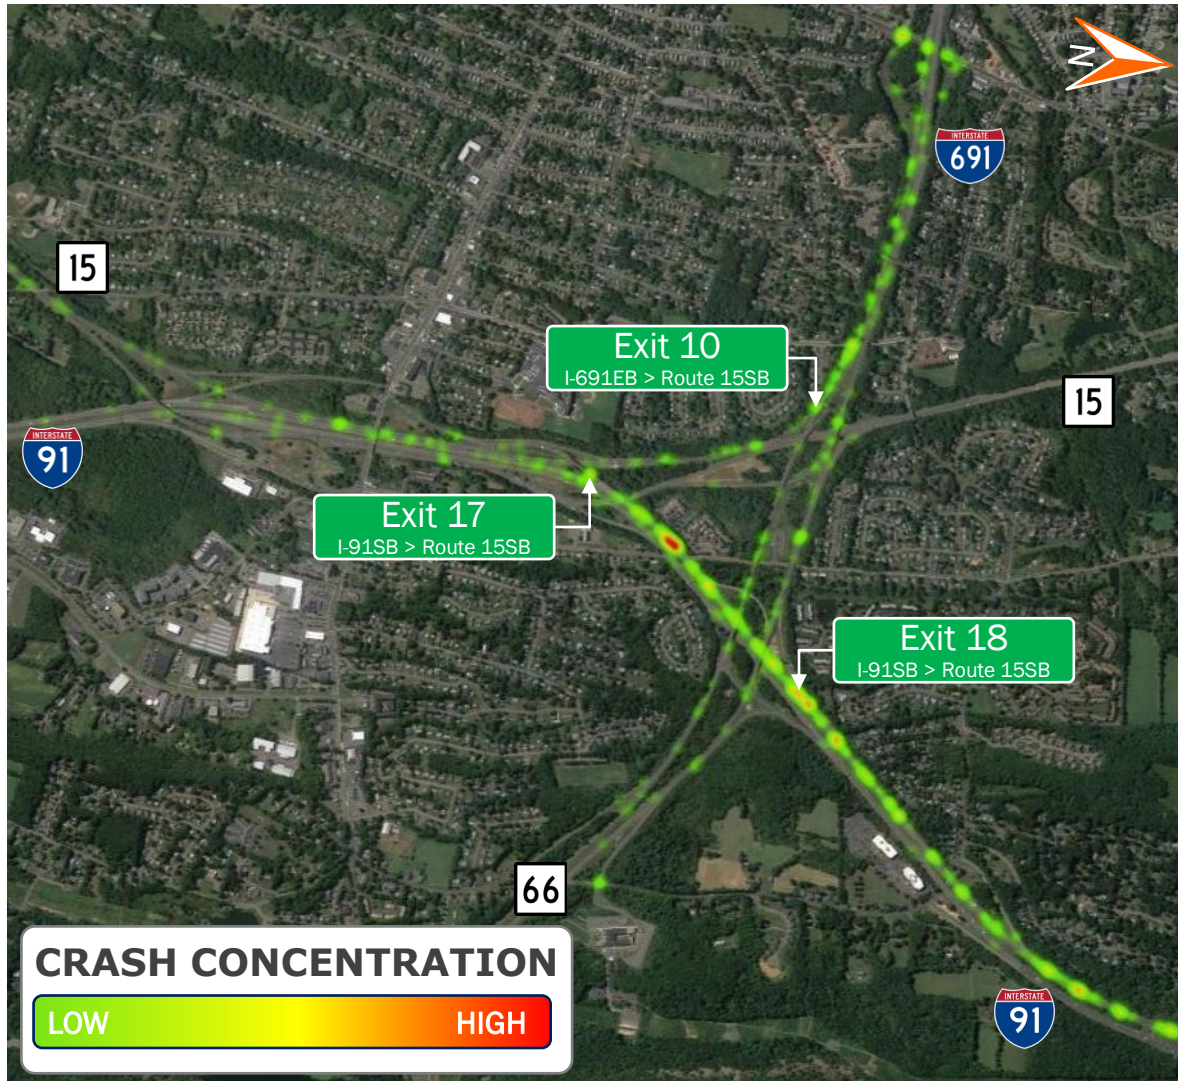 N
INTERSTATE
691
15
Exit 10
I-691EB > Route 15SB
15
INTERSTATE
91
Exit 17
I-91SB > Route 15SB
Exit 18
I-91SB > Route 15SB
66
CRASH CONCENTRATION
LOW HIGH
INTERSTATE
91